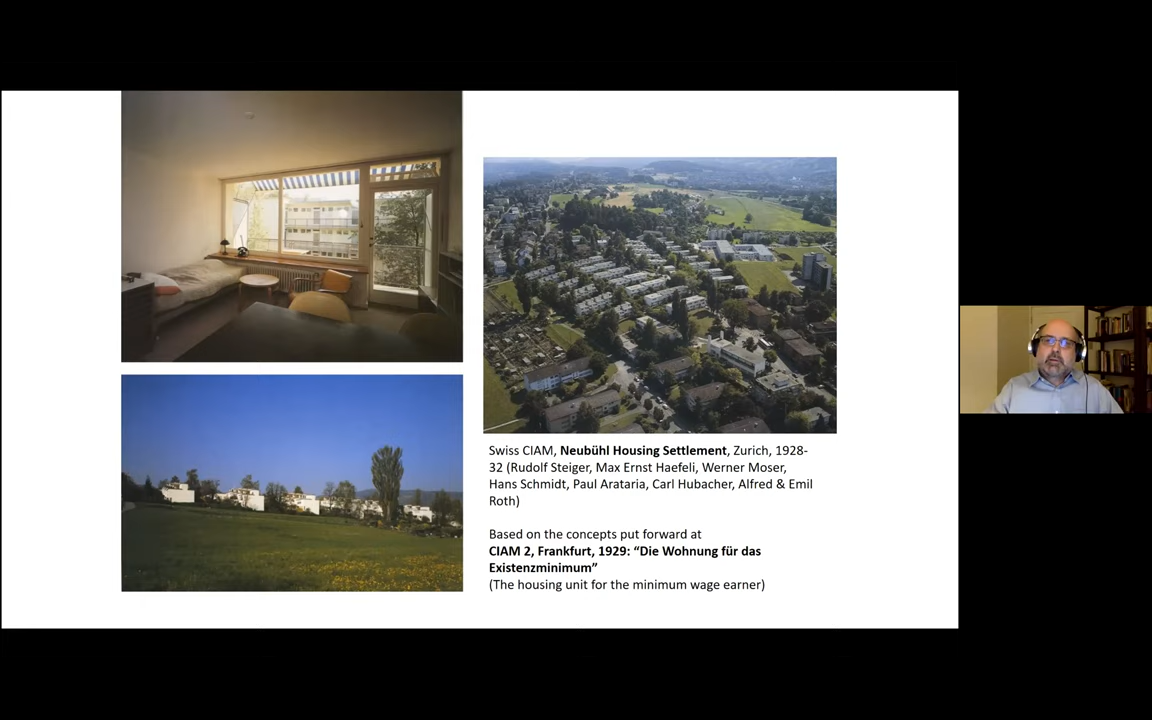 Swiss CIAM, Neubühl Housing Settlement, Zurich, 1928-
32 (Rudolf Steiger, Max Ernst Haefeli, Werner Moser,
Hans Schmidt, Paul Arataria, Carl Hubacher, Alfred & Emil
Roth)
Based on the concepts put forward at
CIAM 2, Frankfurt, 1929: “Die Wohnung für das
Existenzminimum”
(The housing unit for the minimum wage earner)